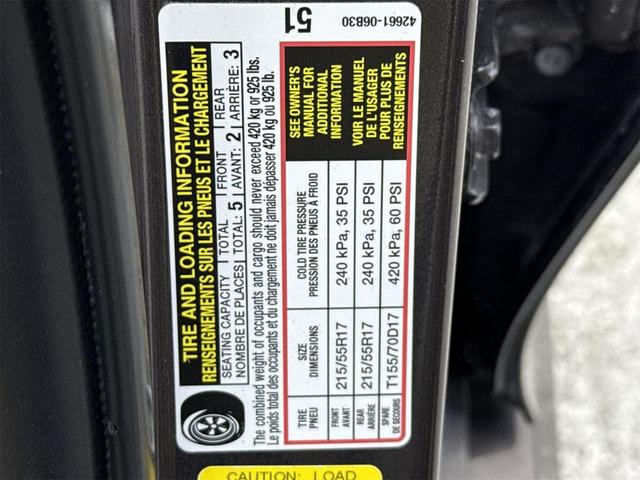 TIRE AND LOADING INFORMATION
RENSEIGNEMENTS SUR LES PNEUS ET LE CHARGEMENT
SEATING CAPACITY TOTAL: 5 FRONT 2 REAR 3
NOMBRE DE PLACES TOTAL: AVANT: ARRIÈRE:
The combined weight of occupants and cargo should never exceed 420 kg or 925 lbs.
Le poids total des occupants et du chargement ne doit jamais dépasser 420 kg ou 925 lb.
TIRE SIZE COLD TIRE PRESSURE
PNEU DIMENSIONS PRESSION DES PNEUS À FROID
FRONT
AVANT 215/55R17 240 kPa, 35 PSI
REAR
ARRIÈRE 215/55R17 240 kPa, 35 PSI
SPARE
DE SECOURS T155/70D17 420 kPa, 60 PSI
SEE OWNER'S
MANUAL FOR
ADDITIONAL
INFORMATION
VOIR LE MANUEL
DE L'USAGER
POUR PLUS DE
RENSEIGNEMENTS
51
42661-06B30
CAUTION: LOAD